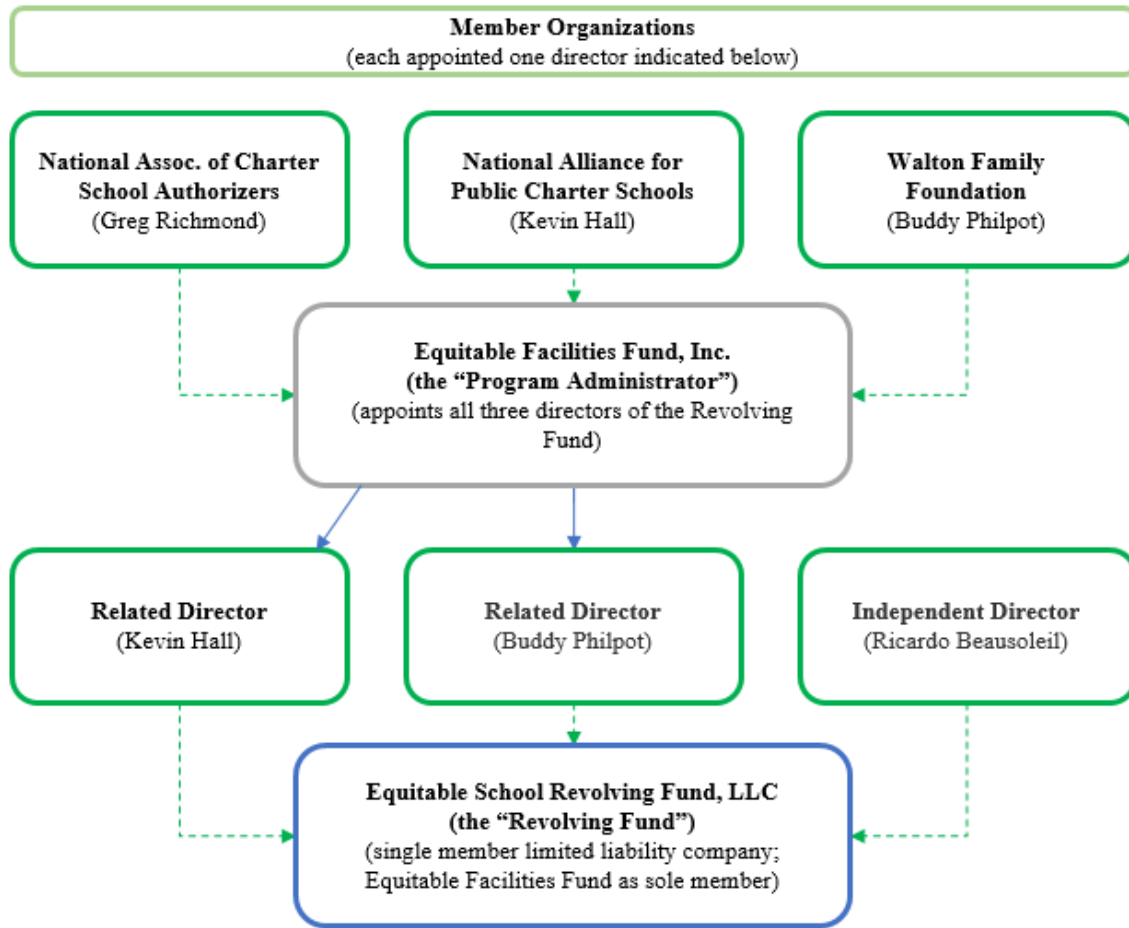 Member Organizations
(each appointed one director indicated below)
National Assoc. of Charter
School Authorizers
(Greg Richmond)
National Alliance for
Public Charter Schools
(Kevin Hall)
Walton Family
Foundation
(Buddy Philpot)
Equitable Facilities Fund, Inc.
(the “Program Administrator”)
(appoints all three directors of the Revolving
Fund)
Related Director
(Kevin Hall)
Related Director
(Buddy Philpot)
Independent Director
(Ricardo Beausoleil)
Equitable School Revolving Fund, LLC
(the “Revolving Fund”)
(single member limited liability company;
Equitable Facilities Fund as sole member)